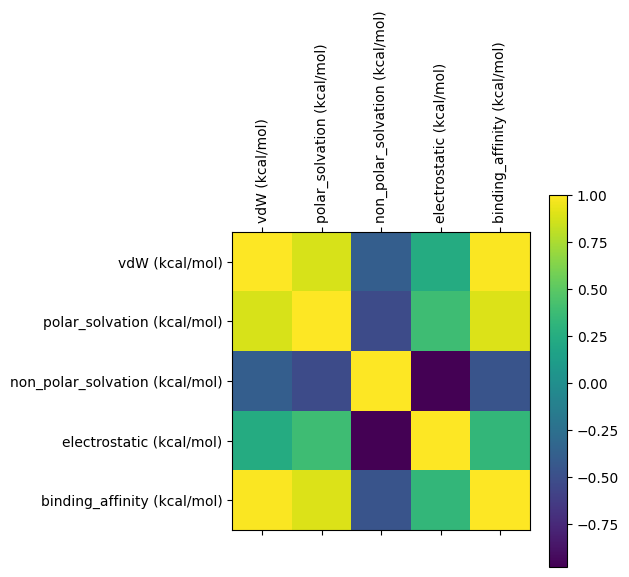 vdW (kcal/mol)
polar_solvation (kcal/mol)
non_polar_solvation (kcal/mol)
electrostatic (kcal/mol)
binding_affinity (kcal/mol)
vdW (kcal/mol)
polar_solvation (kcal/mol)
non_polar_solvation (kcal/mol)
electrostatic (kcal/mol)
binding_affinity (kcal/mol)
1.00
0.75
0.50
0.25
0.00
−0.25
−0.50
−0.75